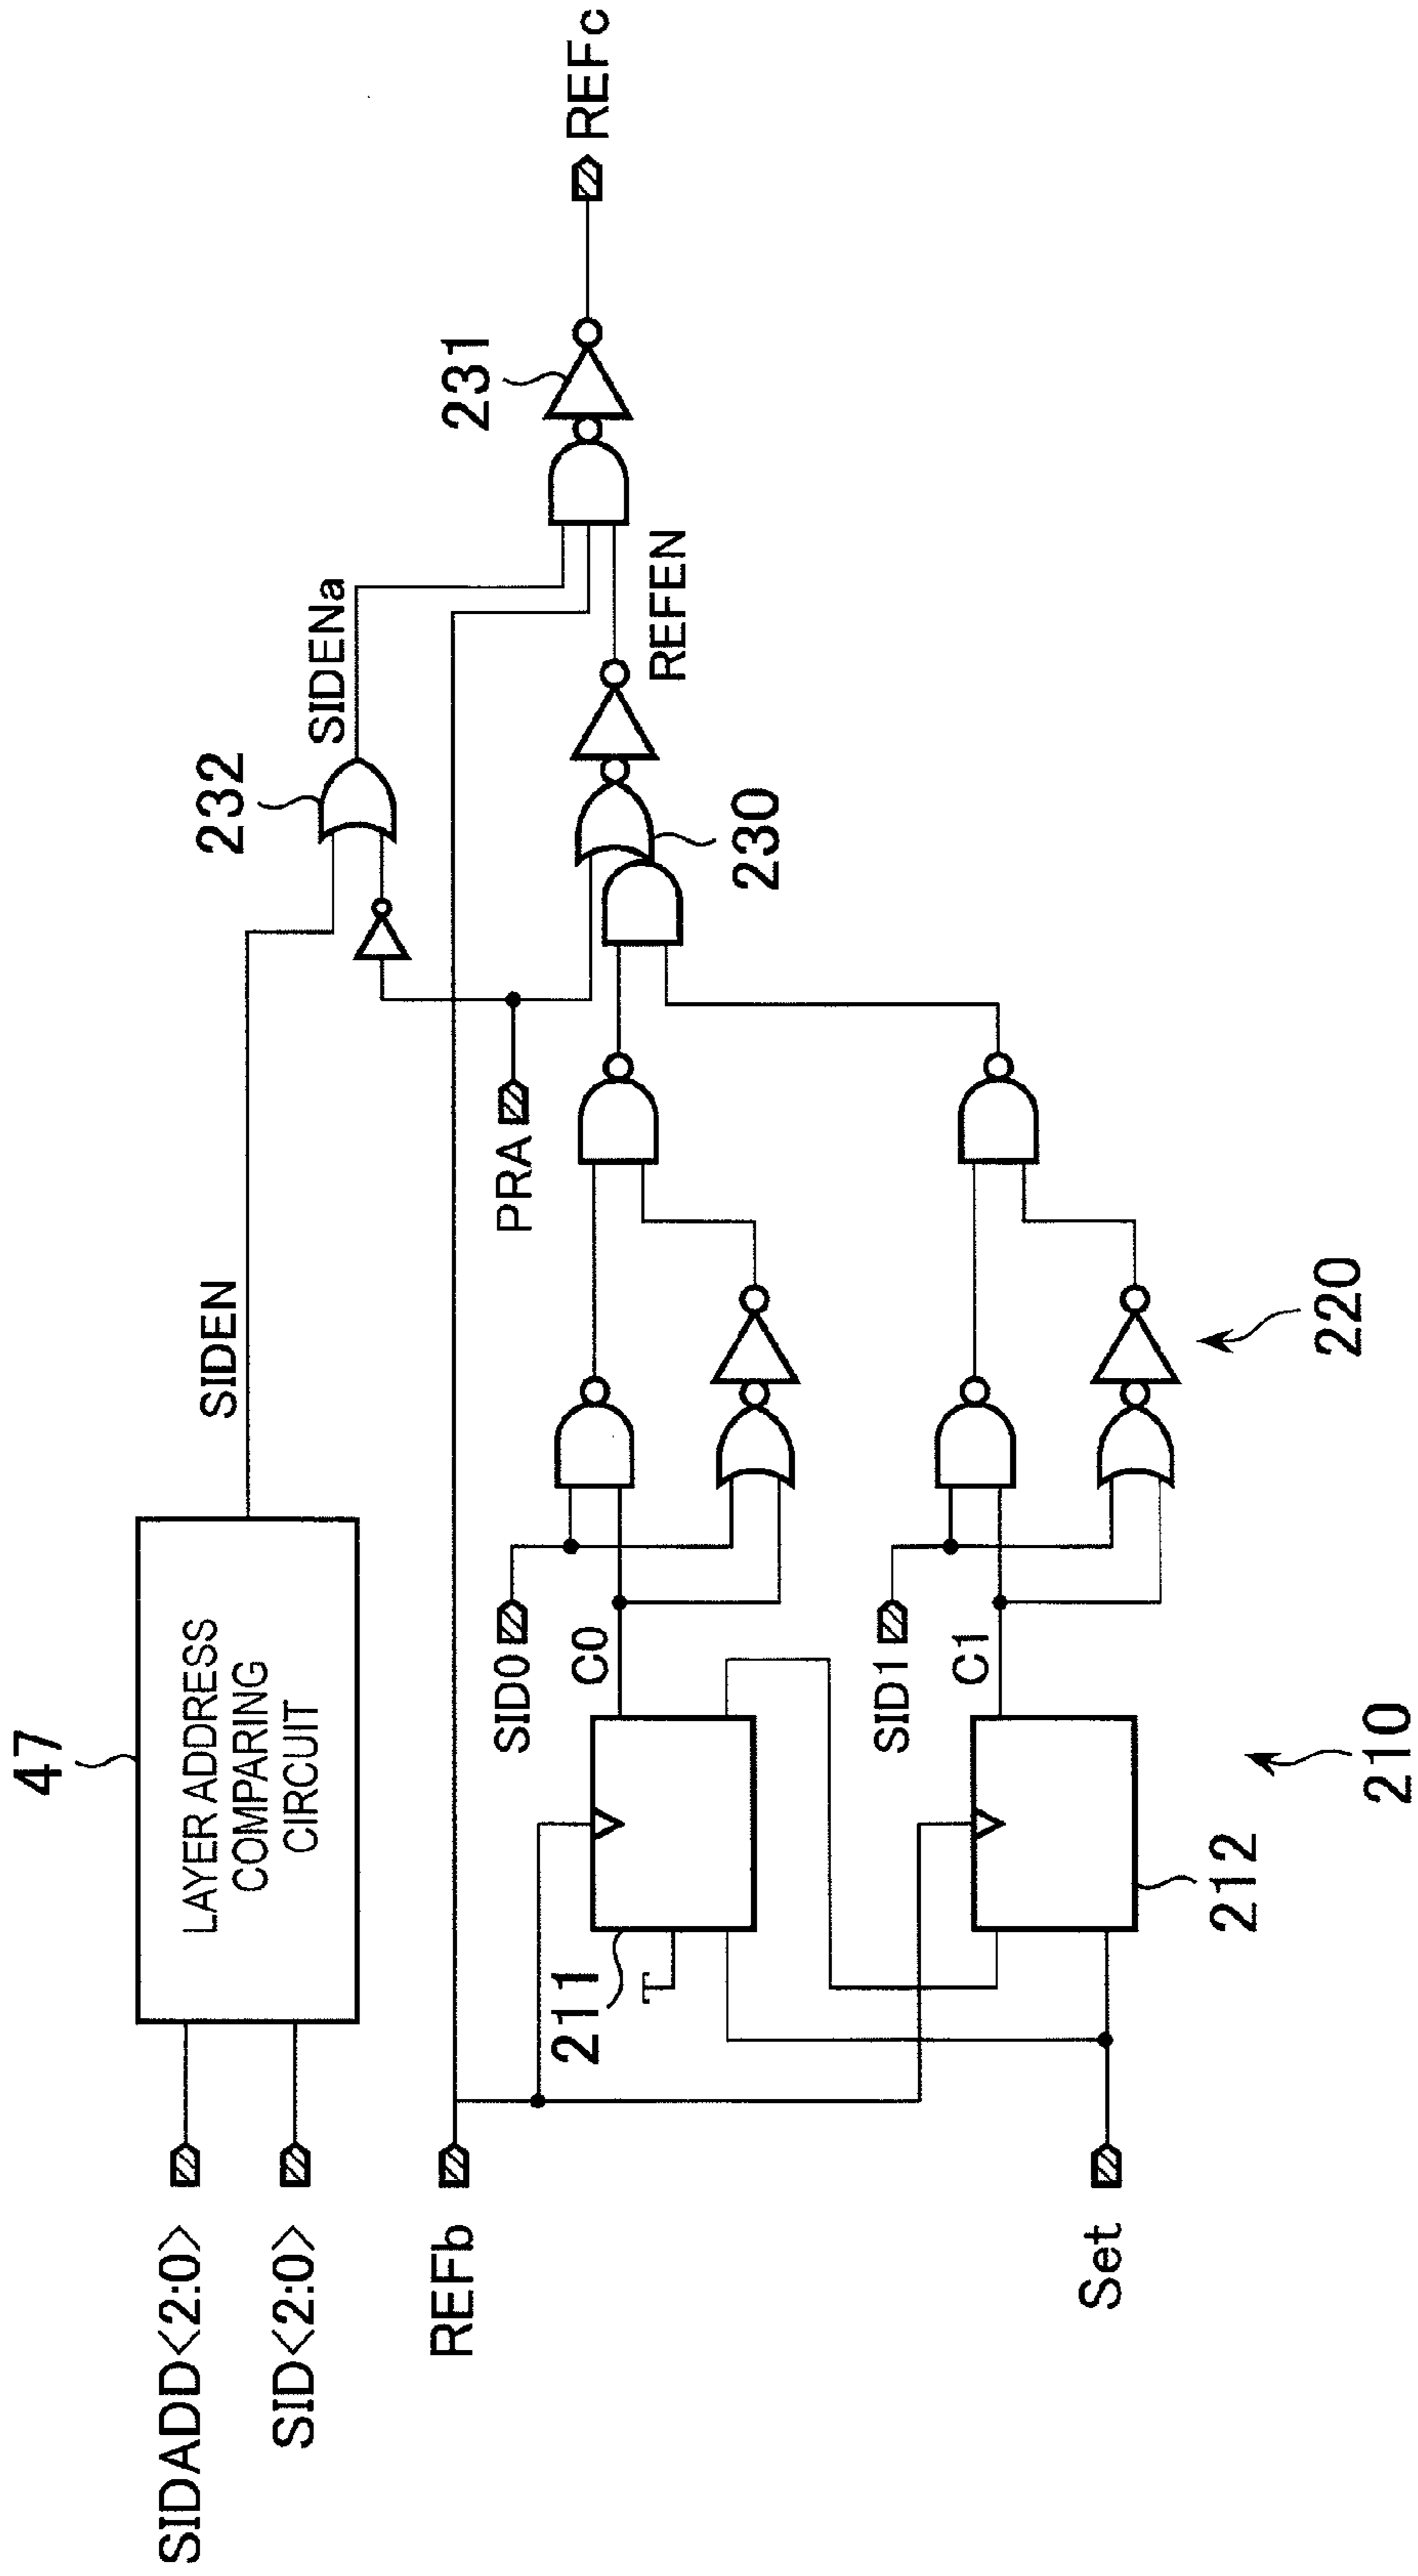 47
LAYER ADDRESS
COMPARING
CIRCUIT
SIDADD<2:0>
SID<2:0>
SIDEN
232
SIDENa
231
REFc
REFb
PRA
REFEN
230
SID0
C0
211
SID1
C1
220
212
210
Set